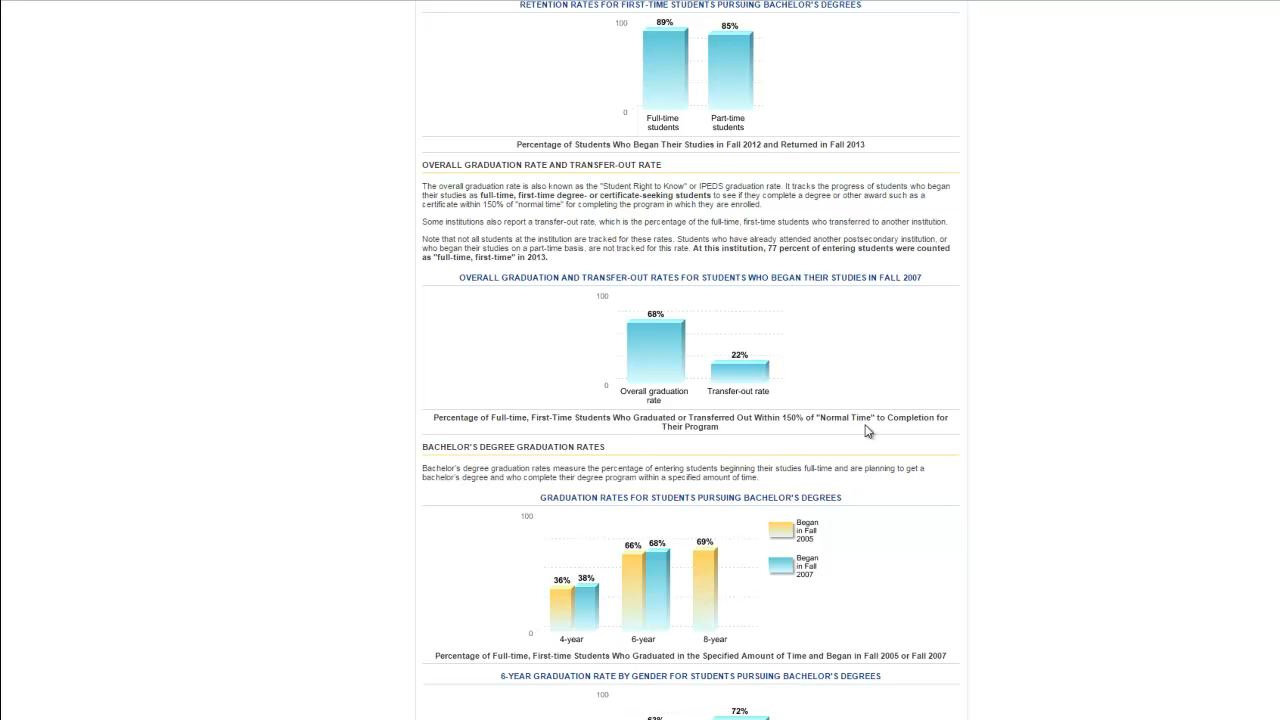 RETENTION RATES FOR FIRST-TIME STUDENTS PURSUING BACHELOR'S DEGREES
100
89%
85%
0
Full-time
students
Part-time
students
Percentage of Students Who Began Their Studies in Fall 2012 and Returned in Fall 2013
OVERALL GRADUATION RATE AND TRANSFER-OUT RATE
The overall graduation rate is also known as the "Student Right to Know" or IPEDS graduation rate. It tracks the progress of students who began
their studies as full-time, first-time degree- or certificate-seeking students to see if they complete a degree or other award such as a
certificate within 150% of "normal time" for completing the program in which they are enrolled.
Some institutions also report a transfer-out rate, which is the percentage of the full-time, first-time students who transferred to another institution.
Note that not all students at the institution are tracked for these rates. Students who have already attended another postsecondary institution, or
who began their studies on a part-time basis, are not tracked for this rate. At this institution, 77 percent of entering students were counted
as "full-time, first-time" in 2013.
OVERALL GRADUATION AND TRANSFER-OUT RATES FOR STUDENTS WHO BEGAN THEIR STUDIES IN FALL 2007
100
68%
22%
0
Overall graduation
rate
Transfer-out rate
Percentage of Full-time, First-Time Students Who Graduated or Transferred Out Within 150% of "Normal Time" to Completion for
Their Program
BACHELOR'S DEGREE GRADUATION RATES
Bachelor's degree graduation rates measure the percentage of entering students beginning their studies full-time and are planning to get a
bachelor's degree and who complete their degree program within a specified amount of time.
GRADUATION RATES FOR STUDENTS PURSUING BACHELOR'S DEGREES
100
36%
38%
66%
68%
69%
0
4-year
6-year
8-year
Began
in Fall
2005
Began
in Fall
2007
Percentage of Full-time, First-time Students Who Graduated in the Specified Amount of Time and Began in Fall 2005 or Fall 2007
6-YEAR GRADUATION RATE BY GENDER FOR STUDENTS PURSUING BACHELOR'S DEGREES
100
72%